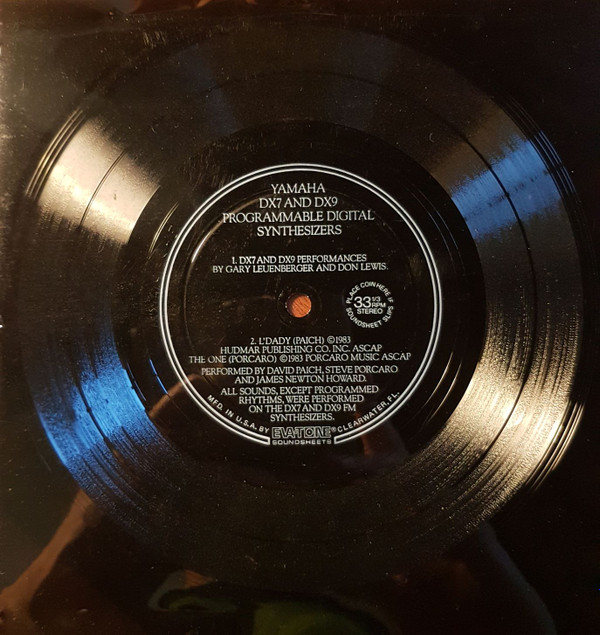 YAMAHA
DX7 AND DX9
PROGRAMMABLE DIGITAL
SYNTHESIZERS
1. DX7 AND DX9 PERFORMANCES
BY GARY LEUENBERGER AND DON LEWIS.
PLACE COIN HERE IF
SOUNDSHEET SLIPS
33 1/3
RPM
STEREO
2. L'DADY (PAICH) ©1983
HUDMAR PUBLISHING CO. INC. ASCAP
THE ONE (PORCARO) ©1983 PORCARO MUSIC ASCAP
PERFORMED BY DAVID PAICH, STEVE PORCARO
AND JAMES NEWTON HOWARD.
ALL SOUNDS, EXCEPT PROGRAMMED
RHYTHMS, WERE PERFORMED
ON THE DX7 AND DX9 FM
SYNTHESIZERS.
MFD. IN U.S.A. BY EVATONE® CLEARWATER, FL.
SOUNDSHEETS